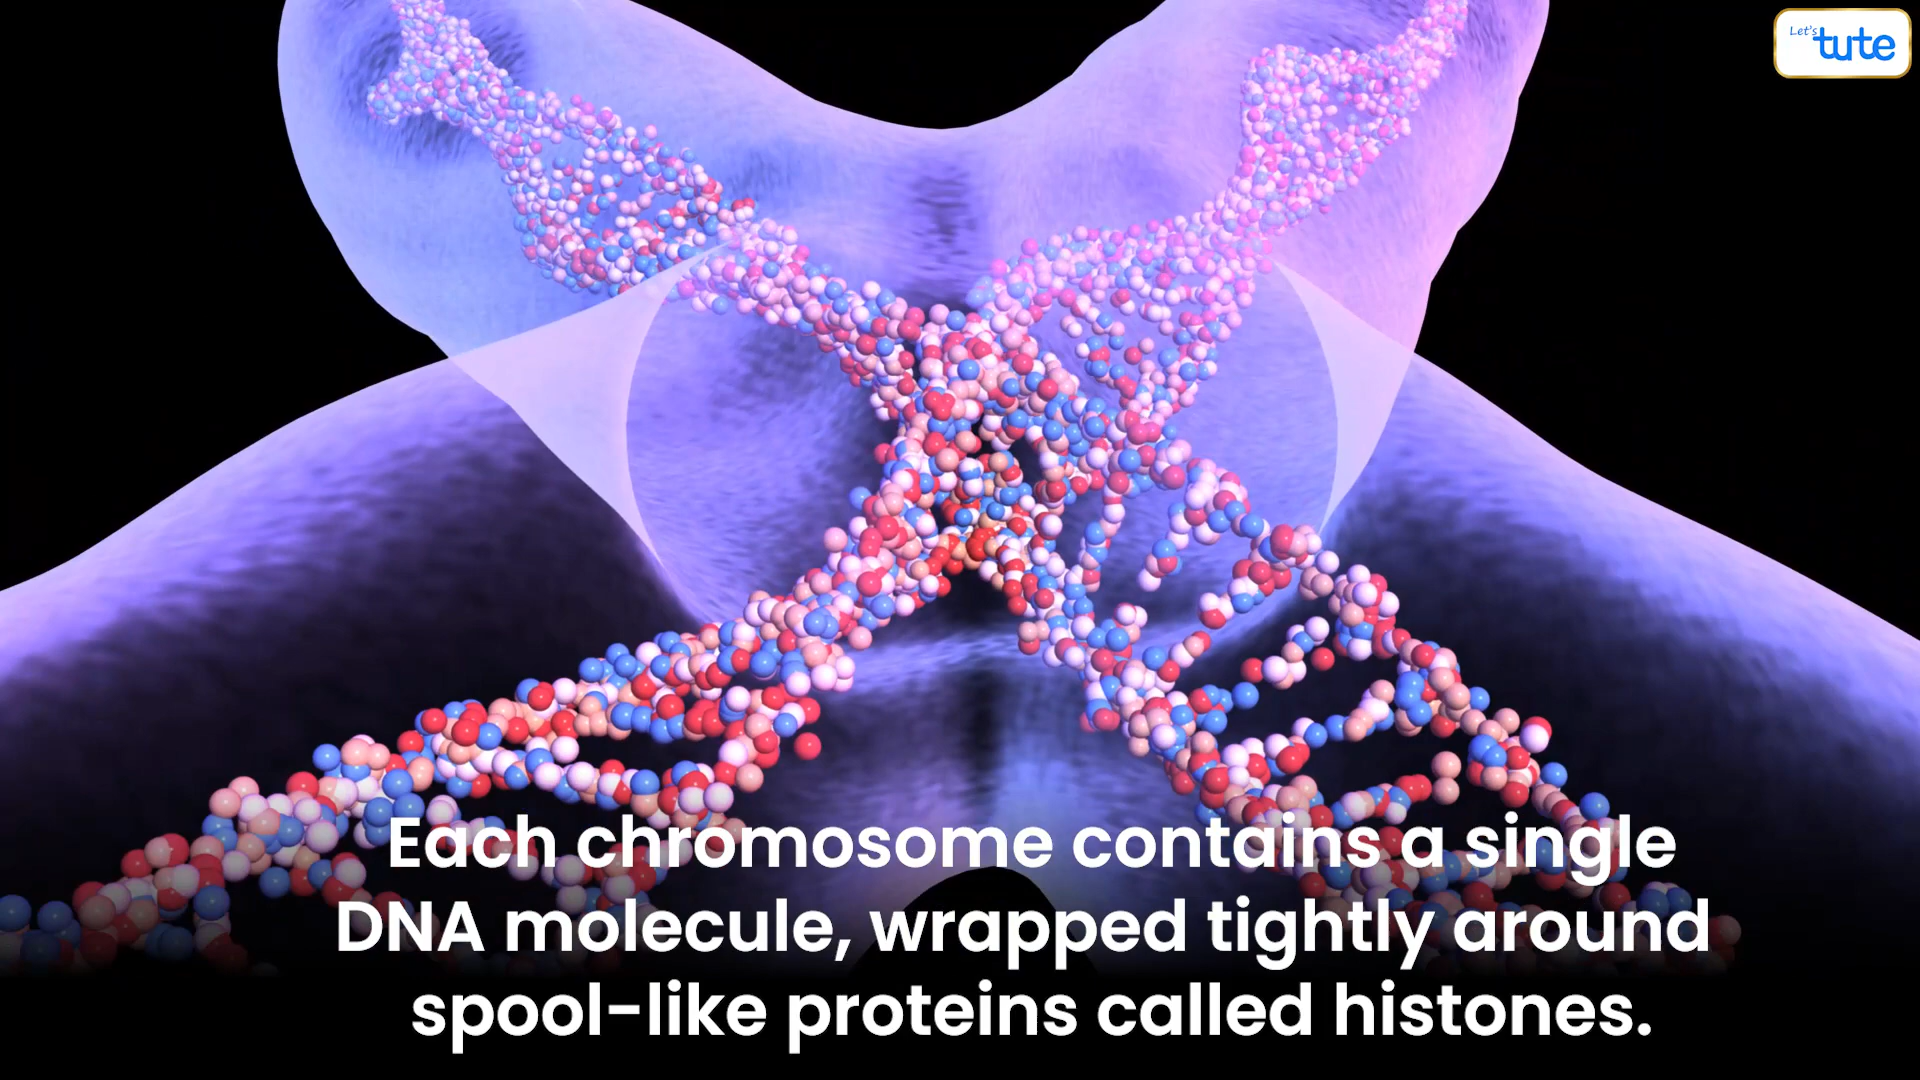 Let's
tute
Each chromosome contains a single
DNA molecule, wrapped tightly around
spool-like proteins called histones.